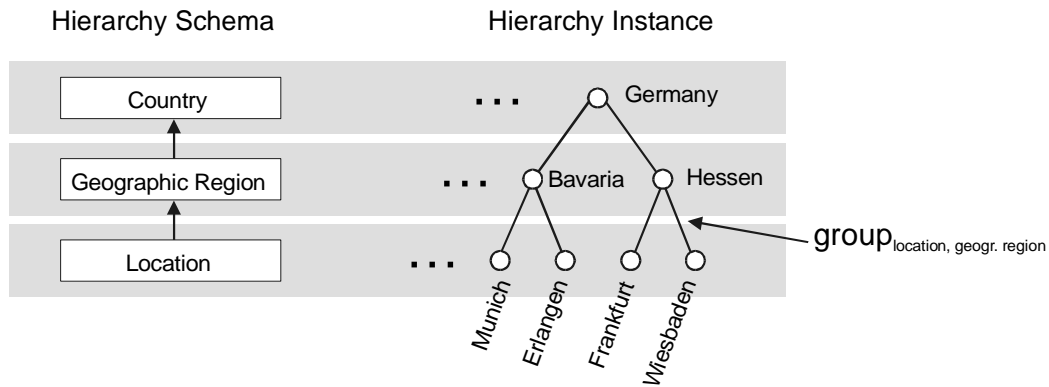 Hierarchy Schema
Hierarchy Instance
Country
... Germany
Geographic Region
... Bavaria Hessen
Location
...
group location, geogr. region
Munich
Erlangen
Frankfurt
Wiesbaden